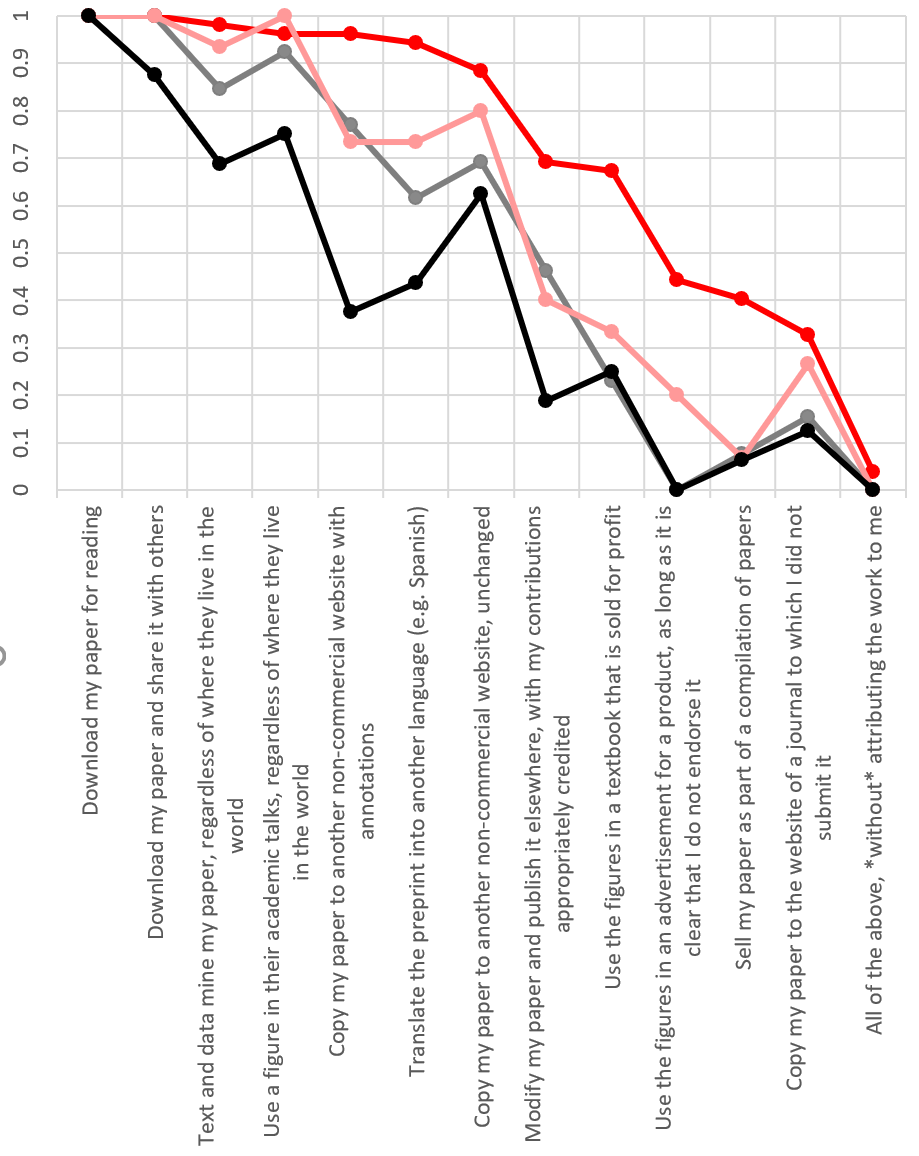 1
0.9
0.8
0.7
0.6
0.5
0.4
0.3
0.2
0.1
0
Download my paper for reading
Download my paper and share it with others
Text and data mine my paper, regardless of where they live in the
world
Use a figure in their academic talks, regardless of where they live
in the world
Copy my paper to another non-commercial website with
annotations
Translate the preprint into another language (e.g. Spanish)
Copy my paper to another non-commercial website, unchanged
Modify my paper and publish it elsewhere, with my contributions
appropriately credited
Use the figures in a textbook that is sold for profit
Use the figures in an advertisement for a product, as long as it is
clear that I do not endorse it
Sell my paper as part of a compilation of papers
Copy my paper to the website of a journal to which I did not
submit it
All of the above, *without* attributing the work to me